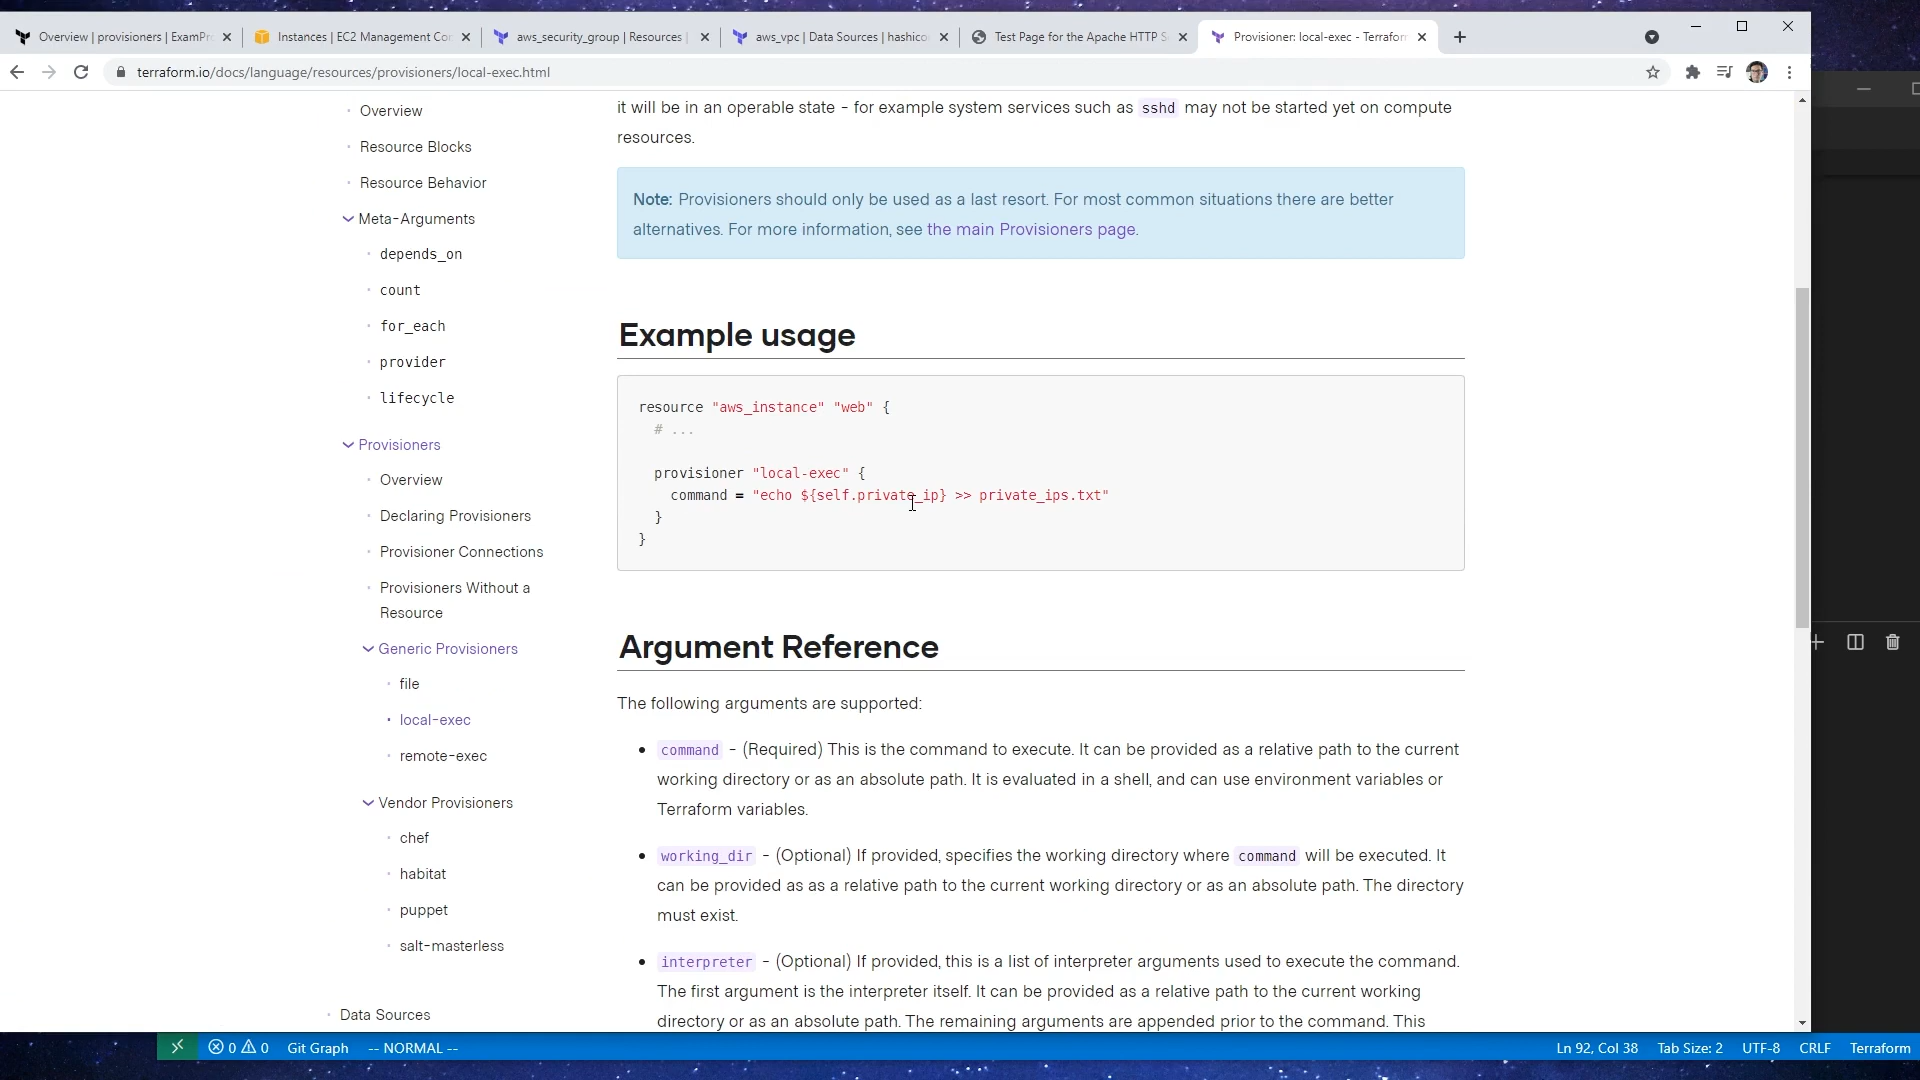 Overview | provisioners | ExamPr
Instances | EC2 Management Co
aws_security_group | Resources |
aws_vpc | Data Sources | hashico
Test Page for the Apache HTTP S
Provisioner: local-exec - Terrafor
terraform.io/docs/language/resources/provisioners/local-exec.html
Overview
Resource Blocks
Resource Behavior
Meta-Arguments
depends_on
count
for_each
provider
lifecycle
Provisioners
Overview
Declaring Provisioners
Provisioner Connections
Provisioners Without a
Resource
Generic Provisioners
file
local-exec
remote-exec
Vendor Provisioners
chef
habitat
puppet
salt-masterless
Data Sources
it will be in an operable state - for example system services such as sshd may not be started yet on compute
resources.
Note: Provisioners should only be used as a last resort. For most common situations there are better
alternatives. For more information, see the main Provisioners page.
Example usage
resource "aws_instance" "web" {
# ...
provisioner "local-exec" {
command = "echo ${self.private_ip} >> private_ips.txt"
}
}
Argument Reference
The following arguments are supported:
• command - (Required) This is the command to execute. It can be provided as a relative path to the current
working directory or as an absolute path. It is evaluated in a shell, and can use environment variables or
Terraform variables.
• working_dir - (Optional) If provided, specifies the working directory where command will be executed. It
can be provided as as a relative path to the current working directory or as an absolute path. The directory
must exist.
• interpreter - (Optional) If provided, this is a list of interpreter arguments used to execute the command.
The first argument is the interpreter itself. It can be provided as a relative path to the current working
directory or as an absolute path. The remaining arguments are appended prior to the command. This
0 0 Git Graph -- NORMAL -- Ln 92, Col 38 Tab Size: 2 UTF-8 CRLF Terraform